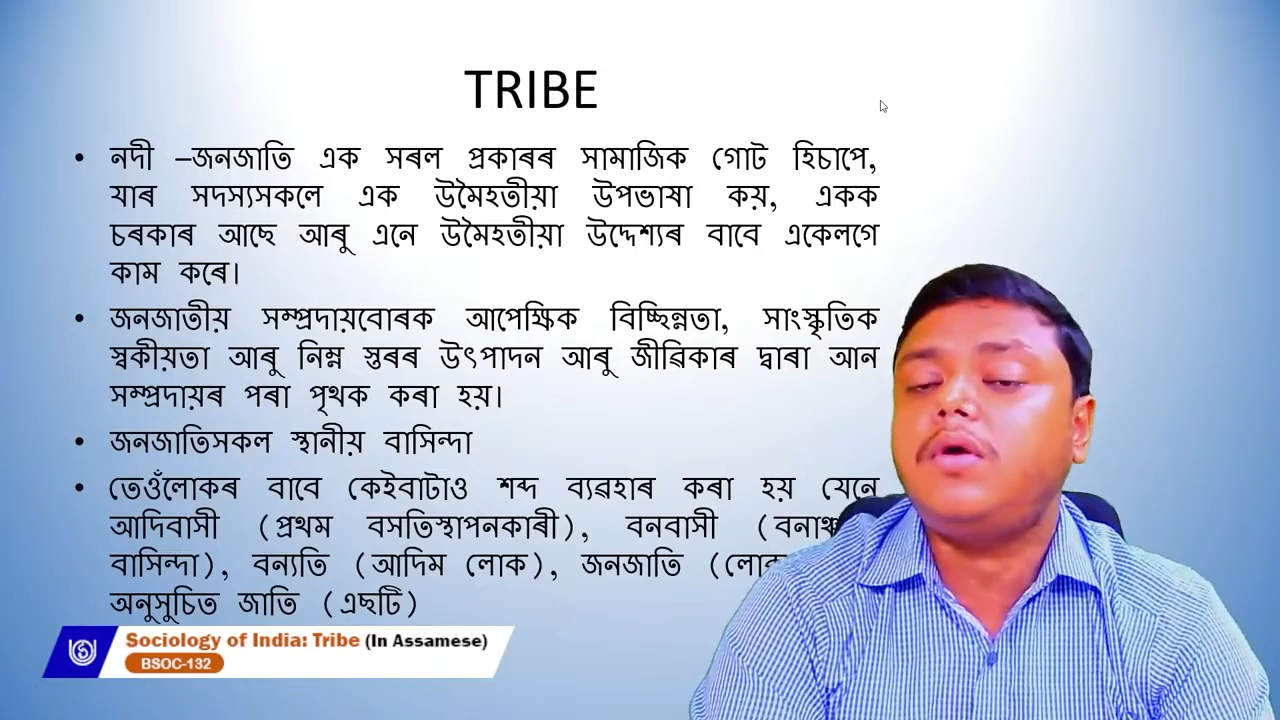 TRIBE
• নদী –জনজাতি এক সৰল প্ৰকাৰৰ সামাজিক গোট হিচাপে,
যাৰ সদস্যসকলে এক উমৈহতীয়া উপভাষা কয়, একক
চৰকাৰ আছে আৰু এনে উমৈহতীয়া উদ্দেশ্যৰ বাবে একেলগে
কাম কৰে।
• জনজাতীয় সম্প্ৰদায়বোৰক আপেক্ষিক বিচ্ছিন্নতা, সাংস্কৃতিক
স্বকীয়তা আৰু নিম্ন স্তৰৰ উৎপাদন আৰু জীৱিকাৰ দ্বাৰা আন
সম্প্ৰদায়ৰ পৰা পৃথক কৰা হয়।
• জনজাতিসকল স্থানীয় বাসিন্দা
• তেওঁলোকৰ বাবে কেইবাটাও শব্দ ব্যৱহাৰ কৰা হয় যেনে
আদিবাসী (প্ৰথম বসতিস্থাপনকাৰী), বনবাসী
বাসিন্দা), বন্যতি (আদিম লোক), জনজাতি
অনুসুচিত জাতি (এছটি)
Sociology of India: Tribe (In Assamese)
BSOC-132